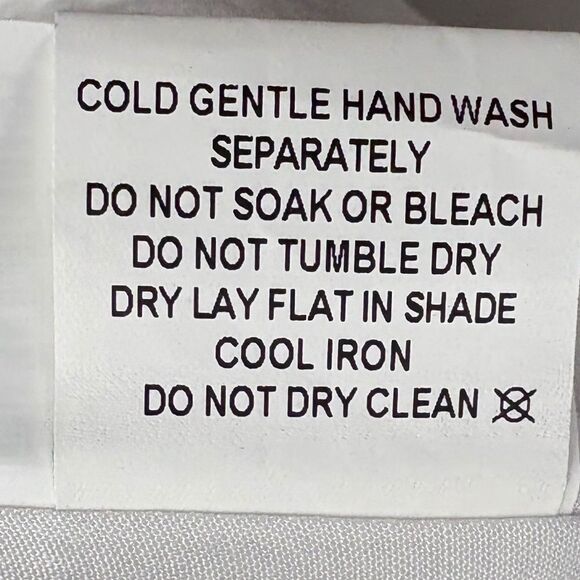 COLD GENTLE HAND WASH
SEPARATELY
DO NOT SOAK OR BLEACH
DO NOT TUMBLE DRY
DRY LAY FLAT IN SHADE
COOL IRON
DO NOT DRY CLEAN